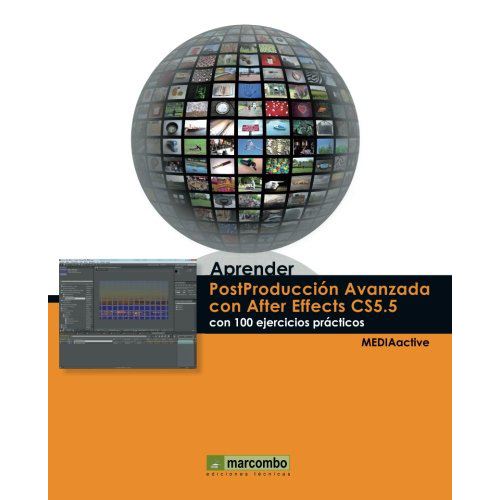 Aprender
PostProducción Avanzada
con After Effects CS5.5
con 100 ejercicios prácticos
MEDIAactive
marcombo
ediciones técnicas